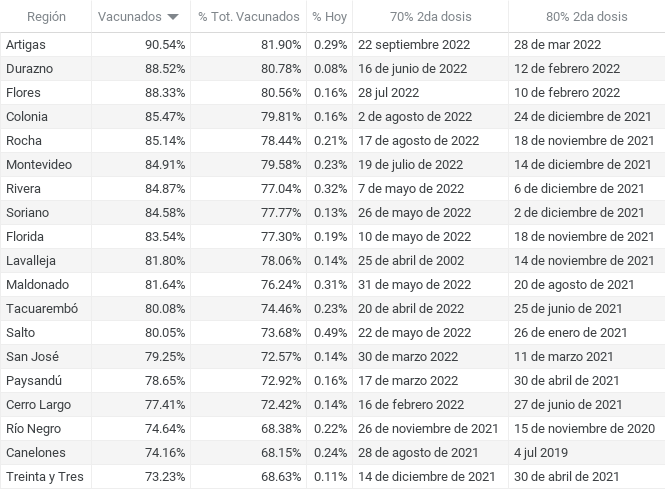 Región Vacunados % Tot. Vacunados % Hoy 70% 2da dosis 80% 2da dosis
Artigas 90.54% 81.90% 0.29% 22 septiembre 2022 28 de mar 2022
Durazno 88.52% 80.78% 0.08% 16 de junio de 2022 12 de febrero 2022
Flores 88.33% 80.56% 0.16% 28 jul 2022 10 de febrero 2022
Colonia 85.47% 79.81% 0.16% 2 de agosto de 2022 24 de diciembre de 2021
Rocha 85.14% 78.44% 0.21% 17 de agosto de 2022 18 de noviembre de 2021
Montevideo 84.91% 79.58% 0.23% 19 de julio de 2022 14 de diciembre de 2021
Rivera 84.87% 77.04% 0.32% 7 de mayo de 2022 6 de diciembre de 2021
Soriano 84.58% 77.77% 0.13% 26 de mayo de 2022 2 de diciembre de 2021
Florida 83.54% 77.30% 0.19% 10 de mayo de 2022 18 de noviembre de 2021
Lavalleja 81.80% 78.06% 0.14% 25 de abril de 2002 14 de noviembre de 2021
Maldonado 81.64% 76.24% 0.31% 31 de mayo de 2022 20 de agosto de 2021
Tacuarembó 80.08% 74.46% 0.23% 20 de abril de 2022 25 de junio de 2021
Salto 80.05% 73.68% 0.49% 22 de mayo de 2022 26 de enero de 2021
San José 79.25% 72.57% 0.14% 30 de marzo 2022 11 de marzo 2021
Paysandú 78.65% 72.92% 0.16% 17 de marzo 2022 30 de abril de 2021
Cerro Largo 77.41% 72.42% 0.14% 16 de febrero 2022 27 de junio de 2021
Río Negro 74.64% 68.38% 0.22% 26 de noviembre de 2021 15 de noviembre de 2020
Canelones 74.16% 68.15% 0.24% 28 de agosto de 2021 4 jul 2019
Treinta y Tres 73.23% 68.63% 0.11% 14 de diciembre de 2021 30 de abril de 2021